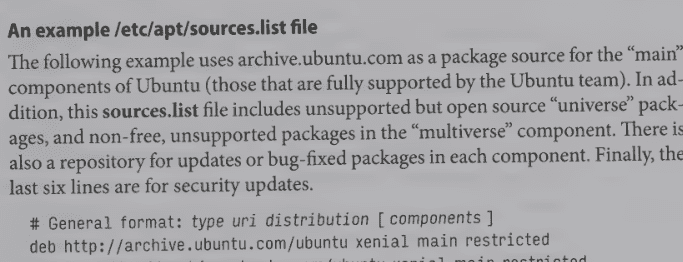 An example /etc/apt/sources.list file
The following example uses archive.ubuntu.com as a package source for the “main”
components of Ubuntu (those that are fully supported by the Ubuntu team). In ad-
dition, this sources.list file includes unsupported but open source “universe” pack-
ages, and non-free, unsupported packages in the “multiverse” component. There is
also a repository for updates or bug-fixed packages in each component. Finally, the
last six lines are for security updates.
# General format: type uri distribution [ components ]
deb http://archive.ubuntu.com/ubuntu xenial main restricted
xenial main restricted